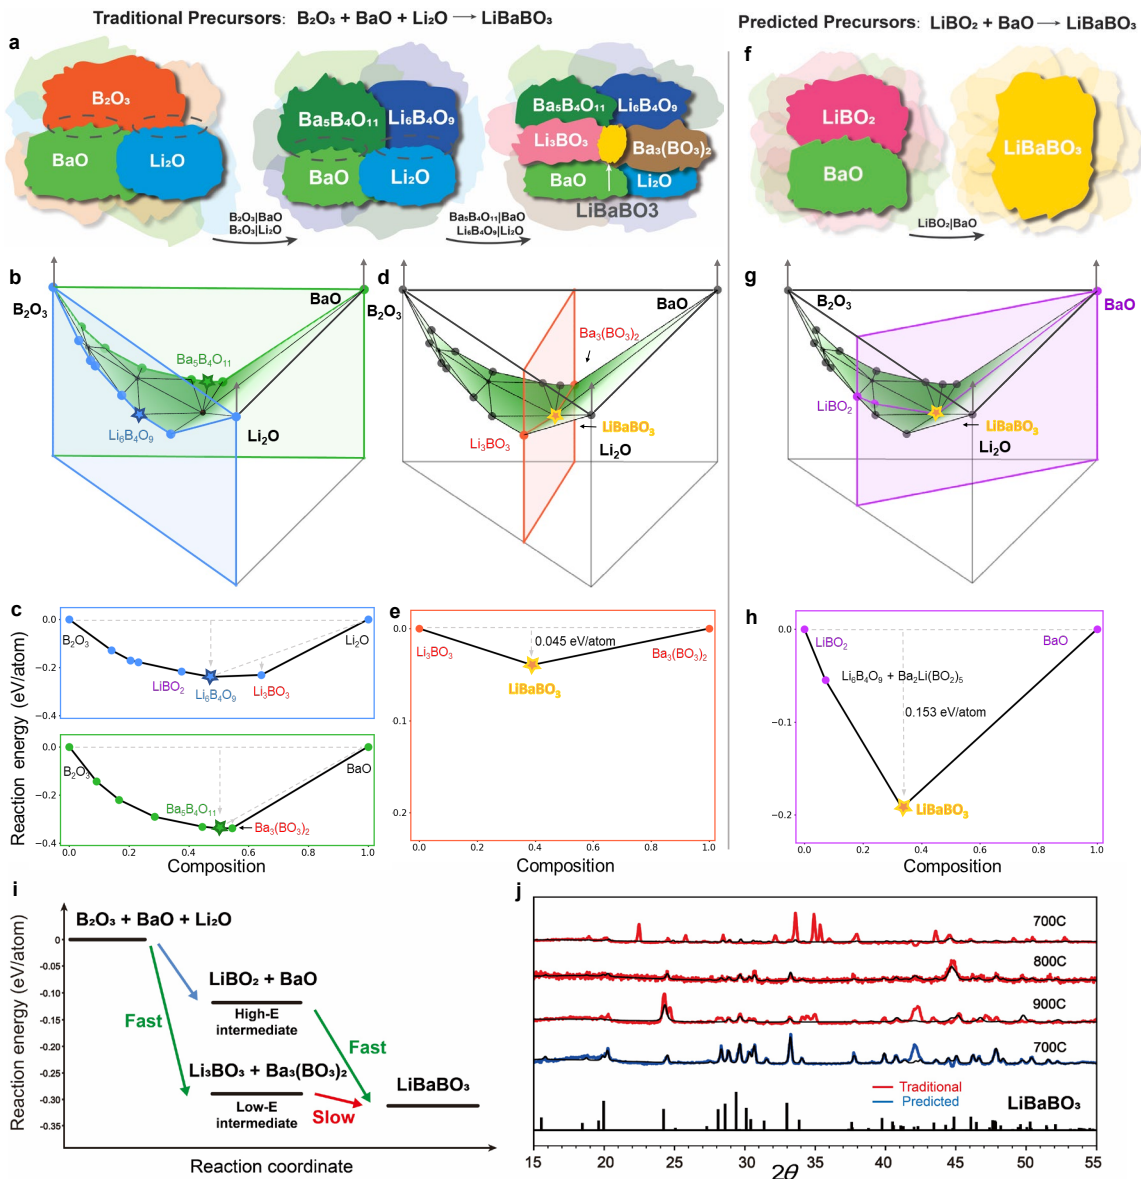 Traditional Precursors: B₂O₃ + BaO + Li₂O → LiBaBO₃
Predicted Precursors: LiBO₂ + BaO → LiBaBO₃
a
B₂O₃
BaO
Li₂O
B₂O₃|BaO
B₂O₃|Li₂O
Ba₅B₄O₁₁
Li₆B₄O₉
BaO
Li₂O
Ba₅B₄O₁₁|BaO
Li₆B₄O₉|Li₂O
Ba₅B₄O₁₁
Li₆B₄O₉
Li₃BO₃
Ba₃(BO₃)₂
BaO
Li₂O
LiBaBO3
f
LiBO₂
BaO
LiBO₂|BaO
LiBaBO₃
b
B₂O₃
BaO
Ba₅B₄O₁₁
Li₆B₄O₉
Li₂O
d
B₂O₃
BaO
Ba₃(BO₃)₂
Li₃BO₃
LiBaBO₃
Li₂O
g
B₂O₃
BaO
LiBO₂
LiBaBO₃
Li₂O
c
Reaction energy (eV/atom)
0.0
−0.2
−0.4
B₂O₃
LiBO₂
Li₆B₄O₉
Li₃BO₃
Li₂O
0.0
−0.2
−0.4
B₂O₃
Ba₅B₄O₁₁
Ba₃(BO₃)₂
BaO
0.0 0.2 0.4 0.6 0.8 1.0
Composition
e
0.0
0.1
0.2
Li₃BO₃
0.045 eV/atom
Ba₃(BO₃)₂
LiBaBO₃
0.0 0.2 0.4 0.6 0.8 1.0
Composition
h
0.0
−0.1
−0.2
LiBO₂
BaO
Li₆B₄O₉ + Ba₂Li(BO₂)₅
0.153 eV/atom
LiBaBO₃
0.0 0.2 0.4 0.6 0.8 1.0
Composition
i
Reaction energy (eV/atom)
0
-0.05
-0.10
-0.15
-0.20
-0.25
-0.30
-0.35
B₂O₃ + BaO + Li₂O
LiBO₂ + BaO
High-E
intermediate
Fast
Fast
Li₃BO₃ + Ba₃(BO₃)₂
Low-E
intermediate
Slow
LiBaBO₃
Reaction coordinate
j
700C
800C
900C
700C
Traditional
Predicted
LiBaBO₃
15 20 25 30 35 40 45 50 55
2θ